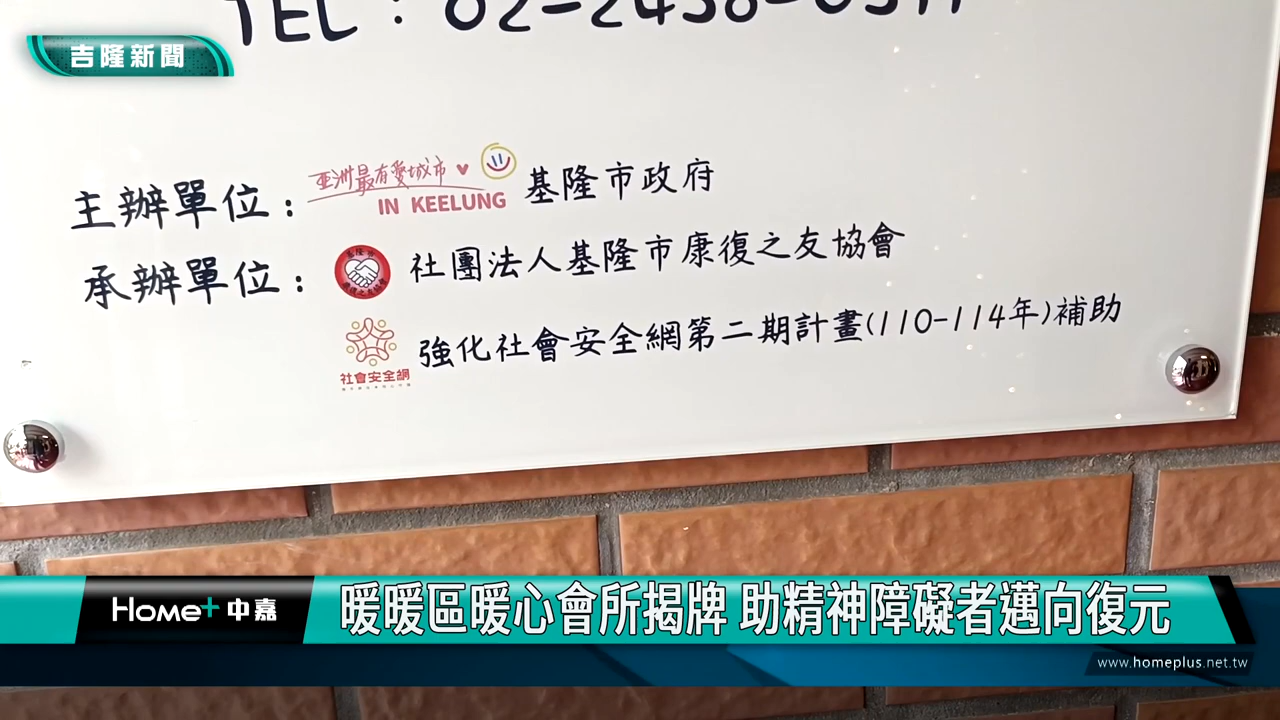 吉隆新聞
TEL:02-2438-0311
主辦單位：亞洲最有愛城市 IN KEELUNG 基隆市政府
承辦單位：社團法人基隆市康復之友協會
社會安全網 強化社會安全網第二期計畫(110-114年)補助
Home+中嘉 暖暖區暖心會所揭牌 助精神障礙者邁向復元
www.homeplus.net.tw